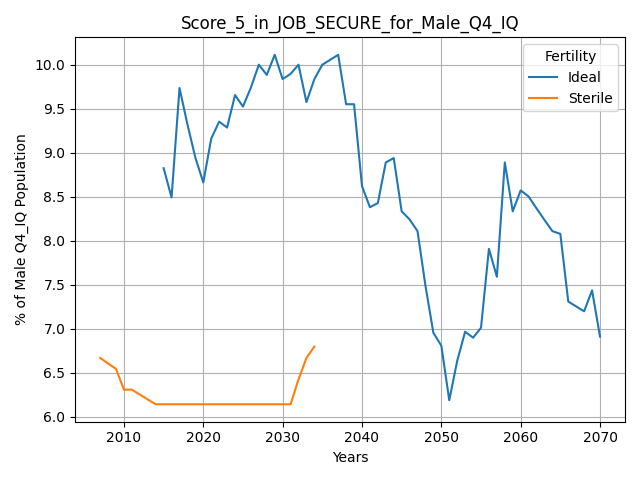 Score_5_in_JOB_SECURE_for_Male_Q4_IQ
Fertility
Ideal
Sterile
% of Male Q4_IQ Population
10.0
9.5
9.0
8.5
8.0
7.5
7.0
6.5
6.0
2010 2020 2030 2040 2050 2060 2070
Years